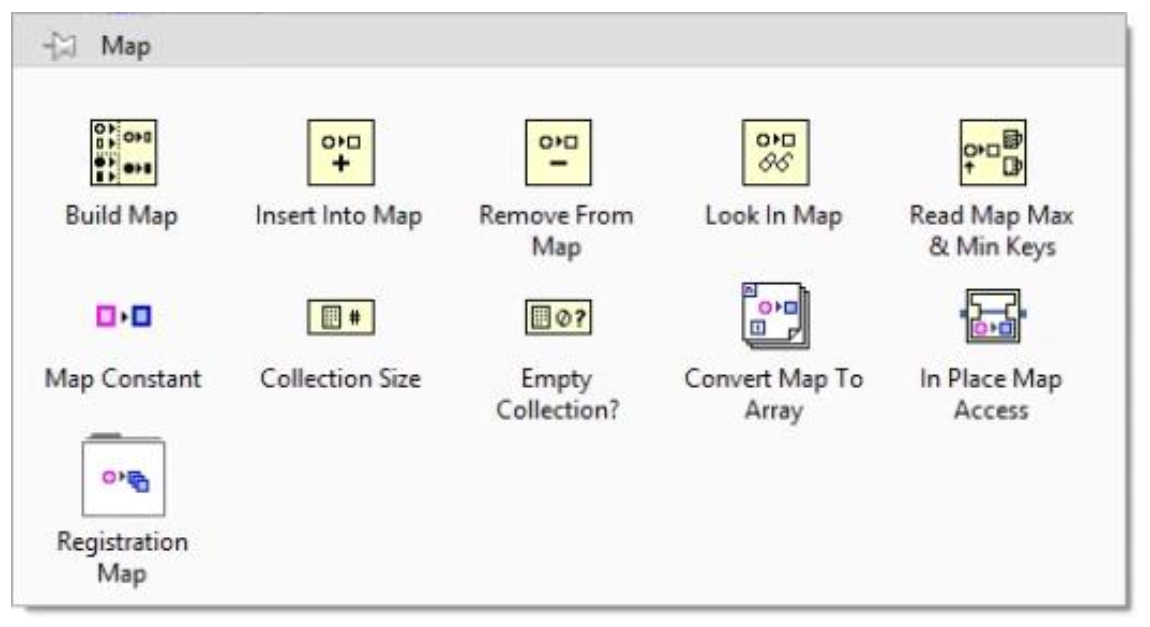 Map
Build Map
Insert Into Map
Remove From
Map
Look In Map
Read Map Max
& Min Keys
Map Constant
#
Collection Size
?
Empty
Collection?
Convert Map To
Array
In Place Map
Access
Registration
Map